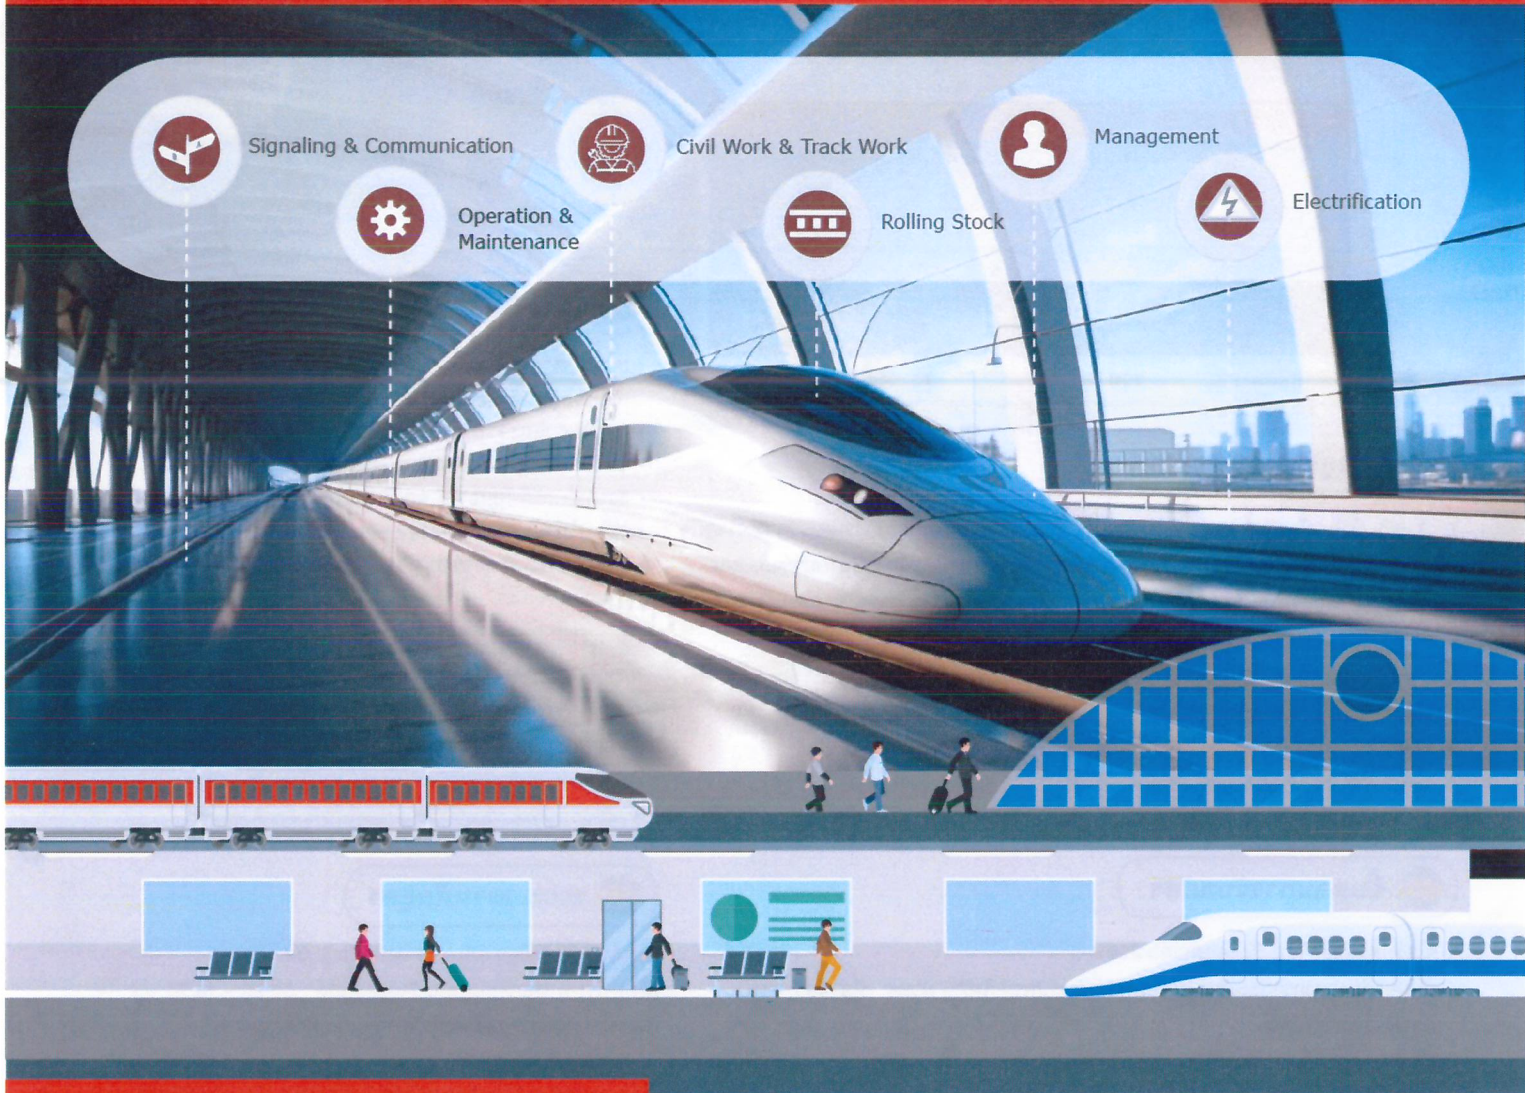 Signaling & Communication
Civil Work & Track Work
Management
Operation &
Maintenance
Rolling Stock
Electrification